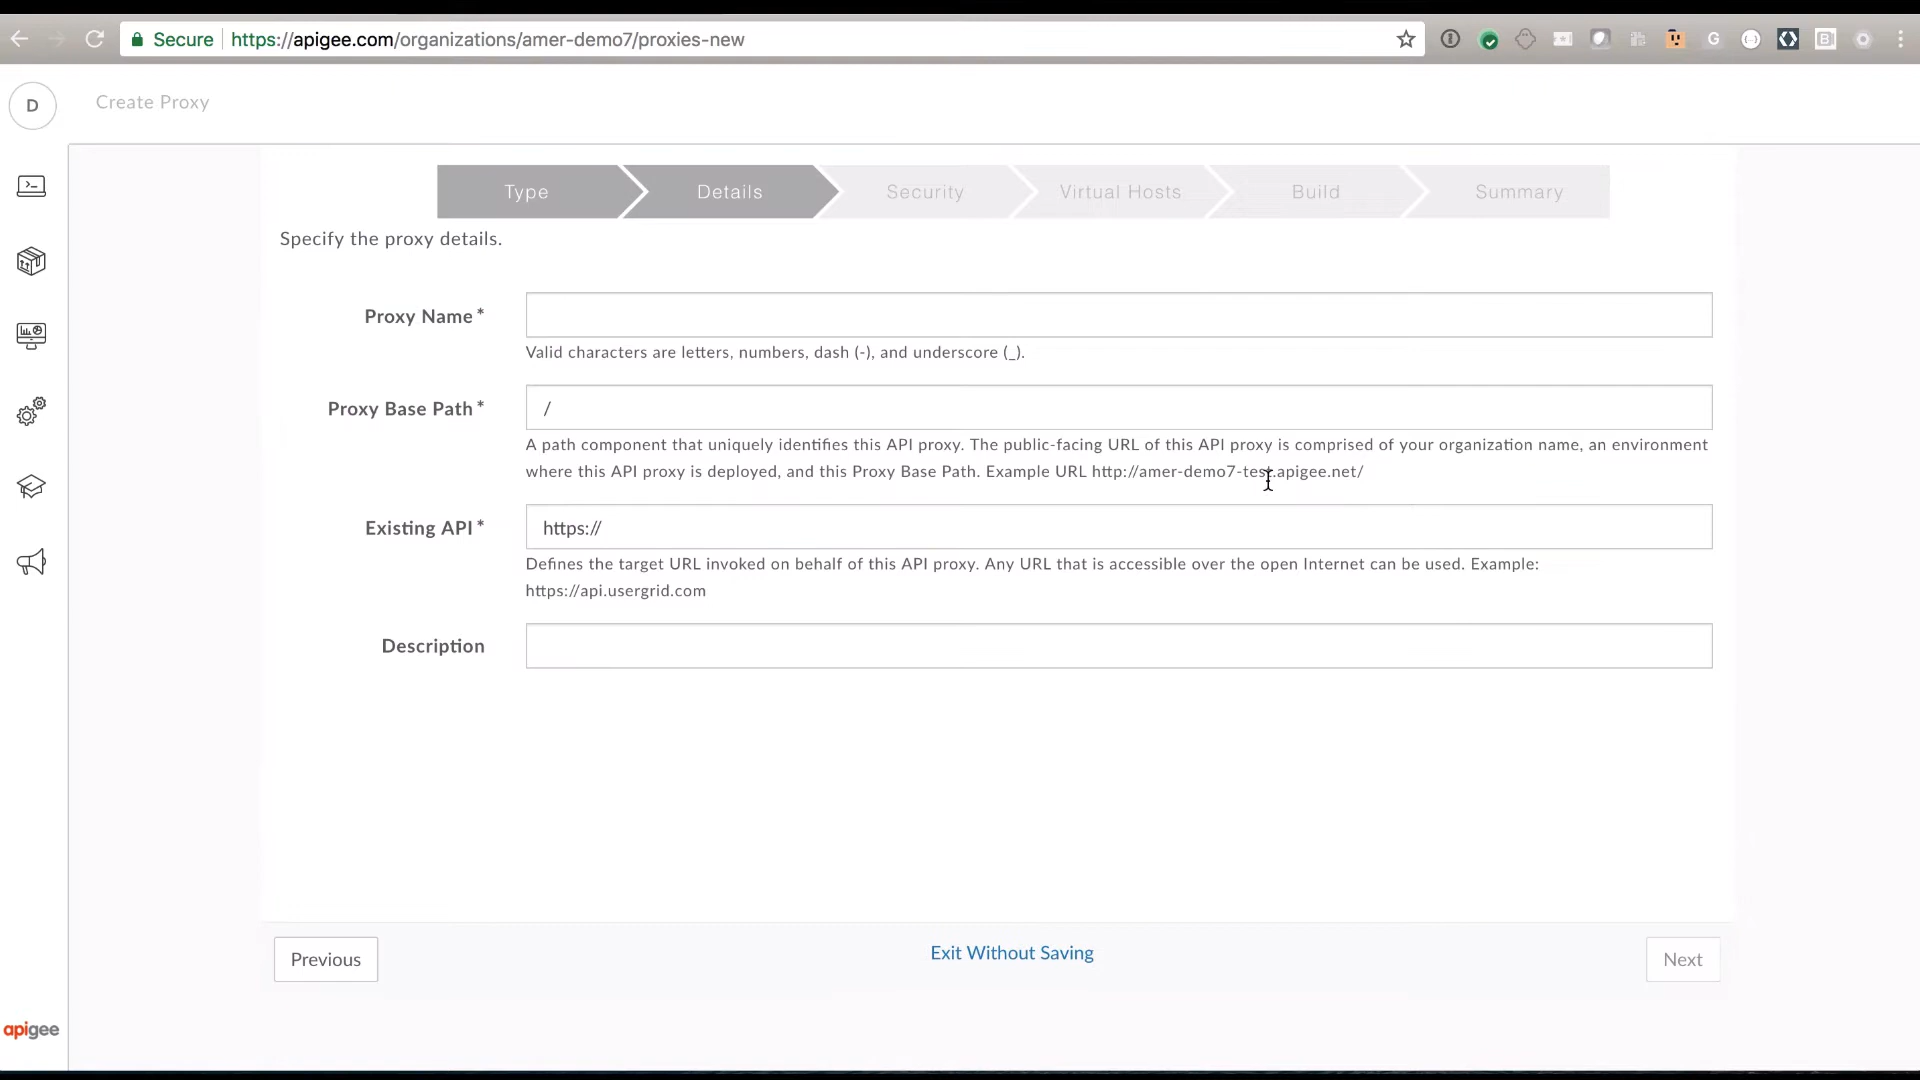 Secure https://apigee.com/organizations/amer-demo7/proxies-new
D Create Proxy
Type Details Security Virtual Hosts Build Summary
Specify the proxy details.
Proxy Name *
Valid characters are letters, numbers, dash (-), and underscore (_).
Proxy Base Path * /
A path component that uniquely identifies this API proxy. The public-facing URL of this API proxy is comprised of your organization name, an environment
where this API proxy is deployed, and this Proxy Base Path. Example URL http://amer-demo7-test.apigee.net/
Existing API * https://
Defines the target URL invoked on behalf of this API proxy. Any URL that is accessible over the open Internet can be used. Example:
https://api.usergrid.com
Description
Previous Exit Without Saving Next
apigee